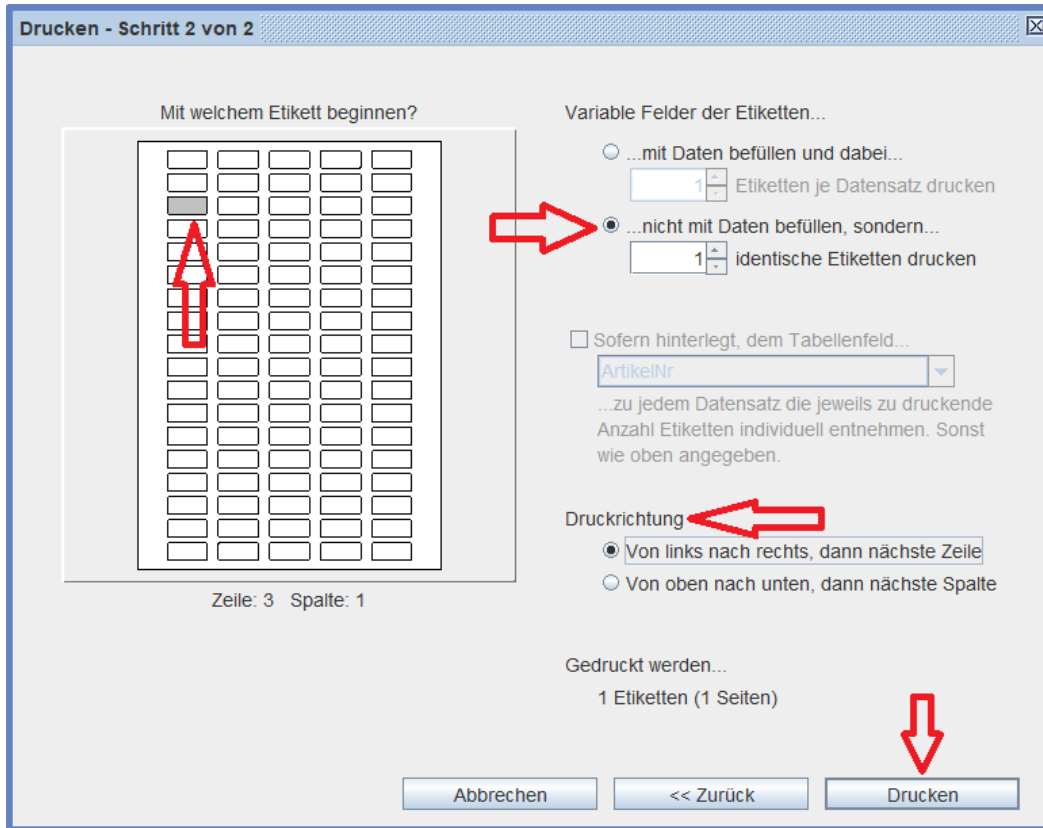 Drucken - Schritt 2 von 2
Mit welchem Etikett beginnen?
Zeile: 3 Spalte: 1
Variable Felder der Etiketten...
...mit Daten befüllen und dabei...
1 Etiketten je Datensatz drucken
...nicht mit Daten befüllen, sondern...
1 identische Etiketten drucken
Sofern hinterlegt, dem Tabellenfeld...
ArtikelNr
...zu jedem Datensatz die jeweils zu druckende
Anzahl Etiketten individuell entnehmen. Sonst
wie oben angegeben.
Druckrichtung
Von links nach rechts, dann nächste Zeile
Von oben nach unten, dann nächste Spalte
Gedruckt werden...
1 Etiketten (1 Seiten)
Abbrechen
<< Zurück
Drucken